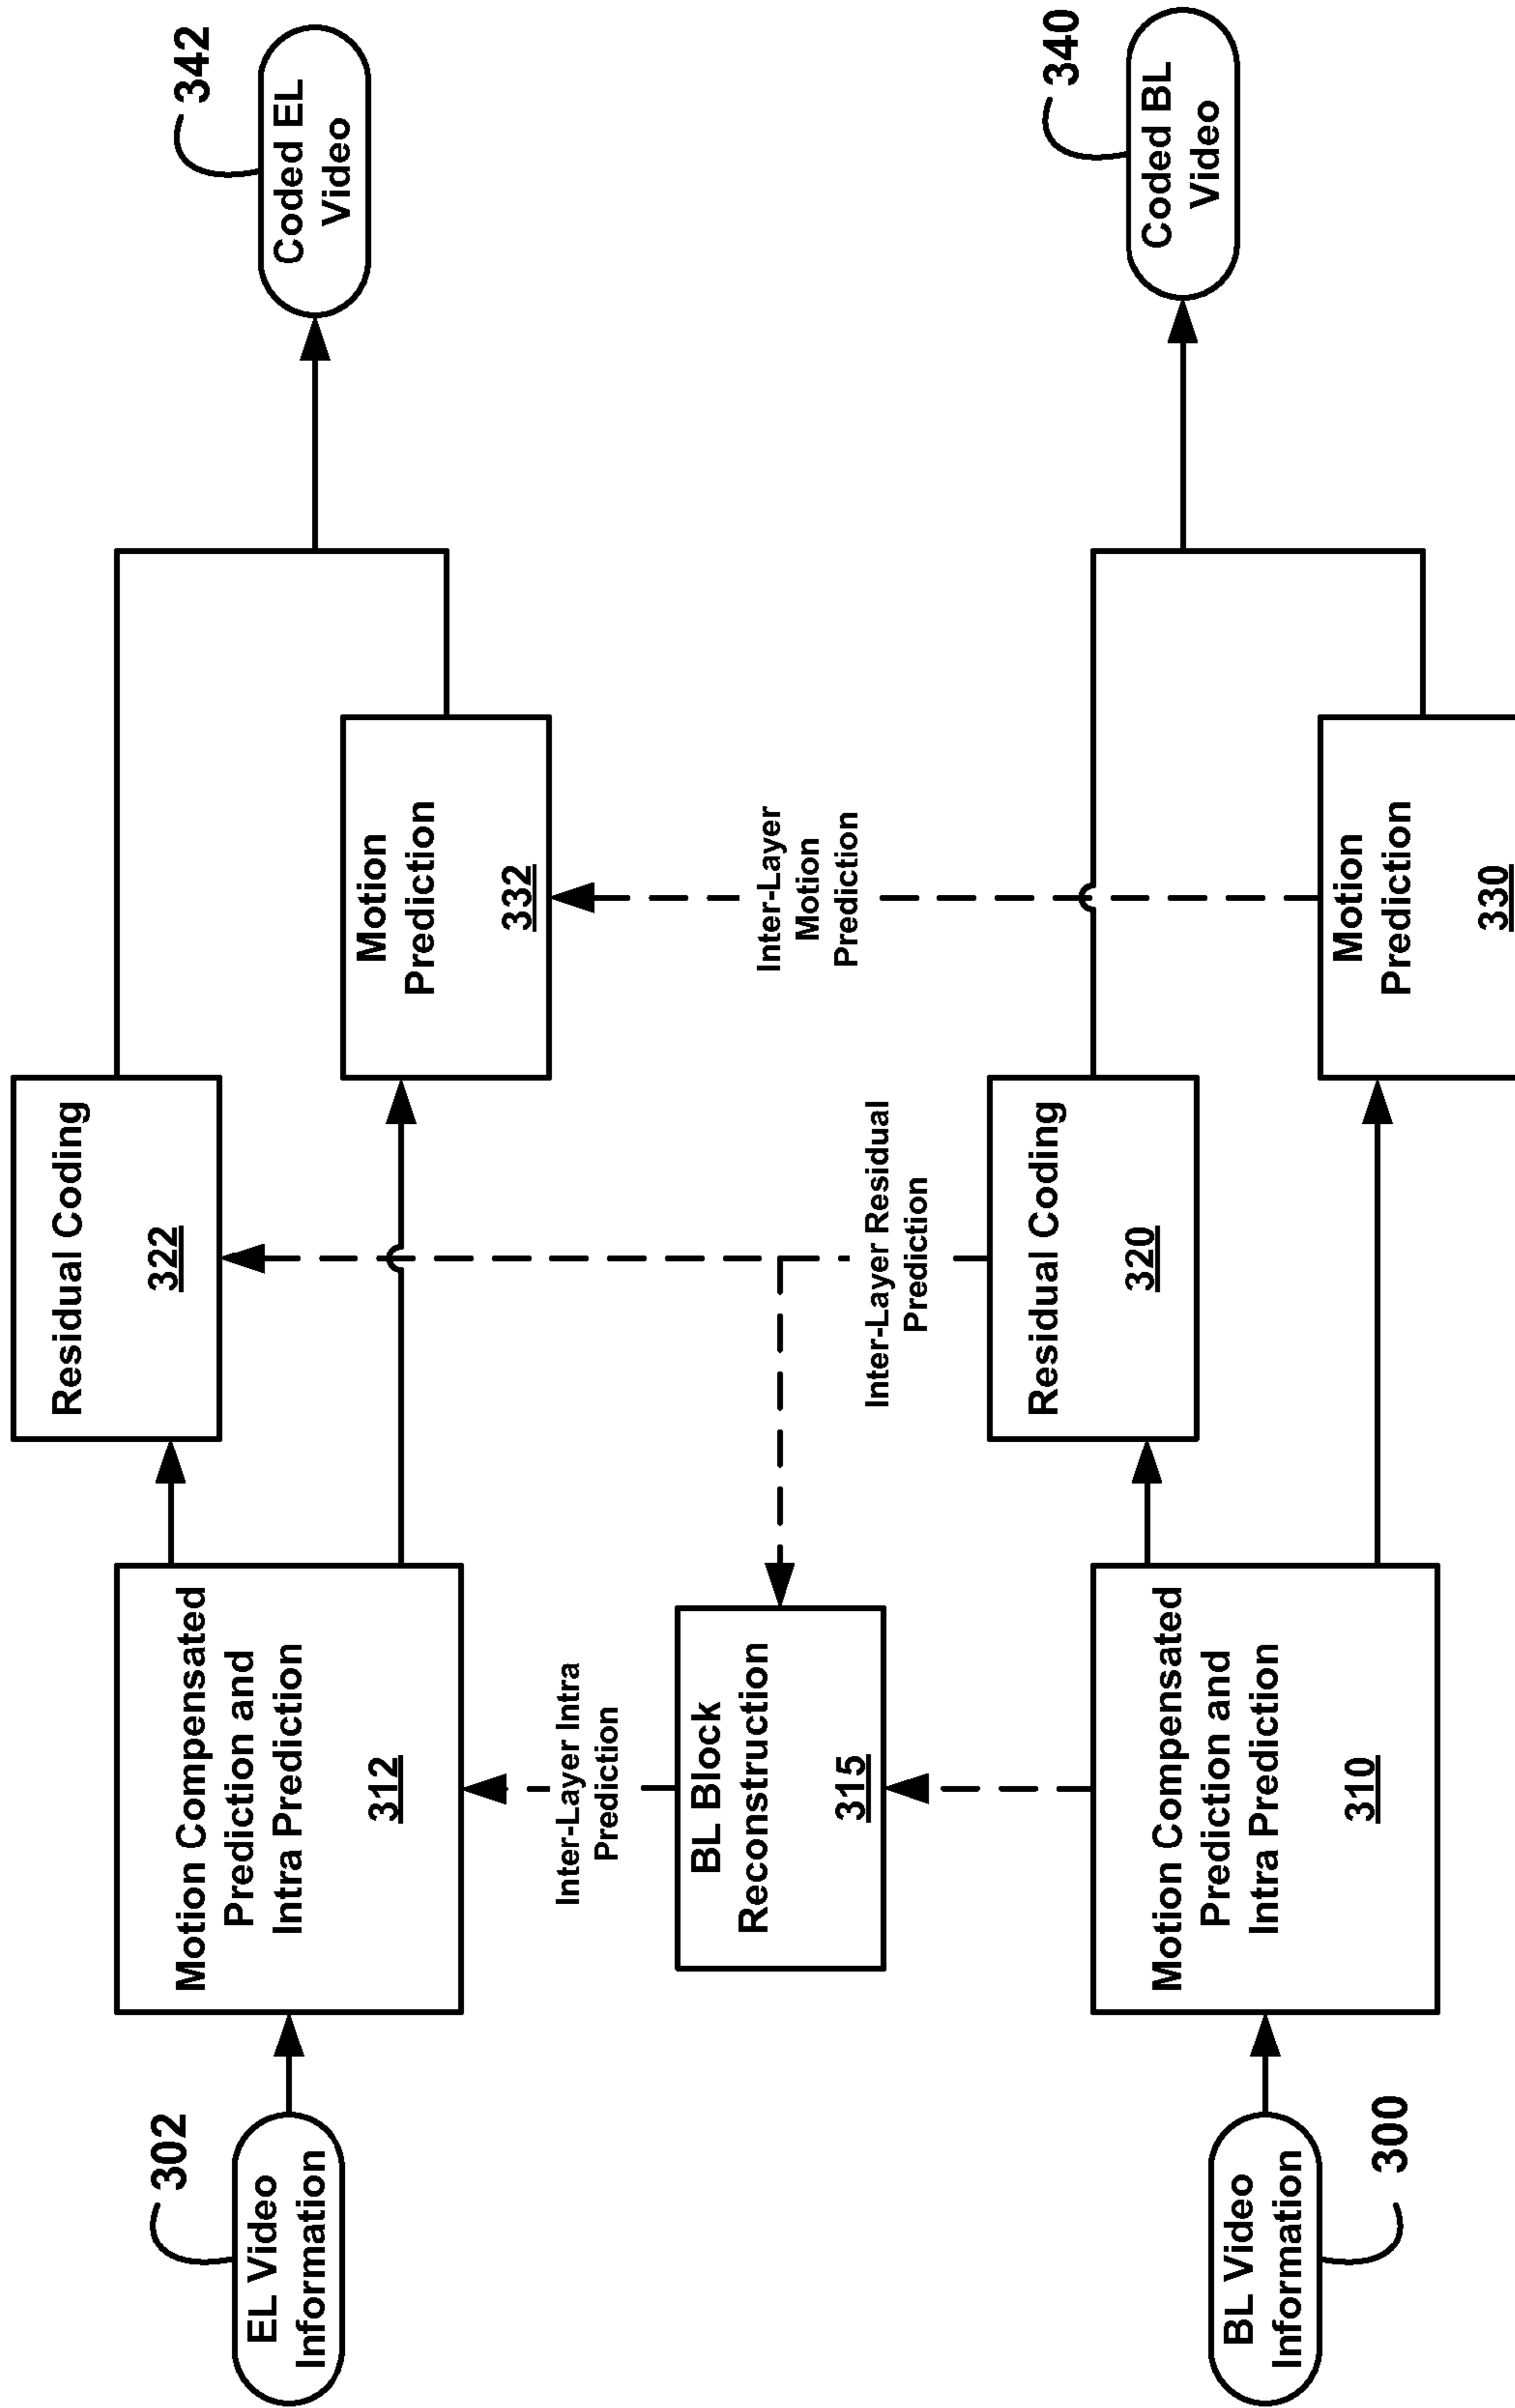 302
EL Video
Information
Motion Compensated
Prediction and
Intra Prediction
312
Residual Coding
322
Motion
Prediction
332
342
Coded EL
Video
Inter-Layer Intra
Prediction
BL Block
Reconstruction
315
Inter-Layer Residual
Prediction
Inter-Layer
Motion
Prediction
BL Video
Information
300
Motion Compensated
Prediction and
Intra Prediction
310
Residual Coding
320
Motion
Prediction
330
340
Coded BL
Video